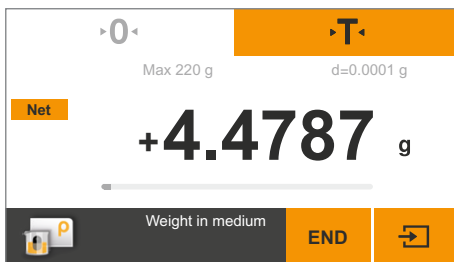 ▸0◂
▸T◂
Max 220 g
d=0.0001 g
Net
+4.4787 g
ρ
Weight in medium
END